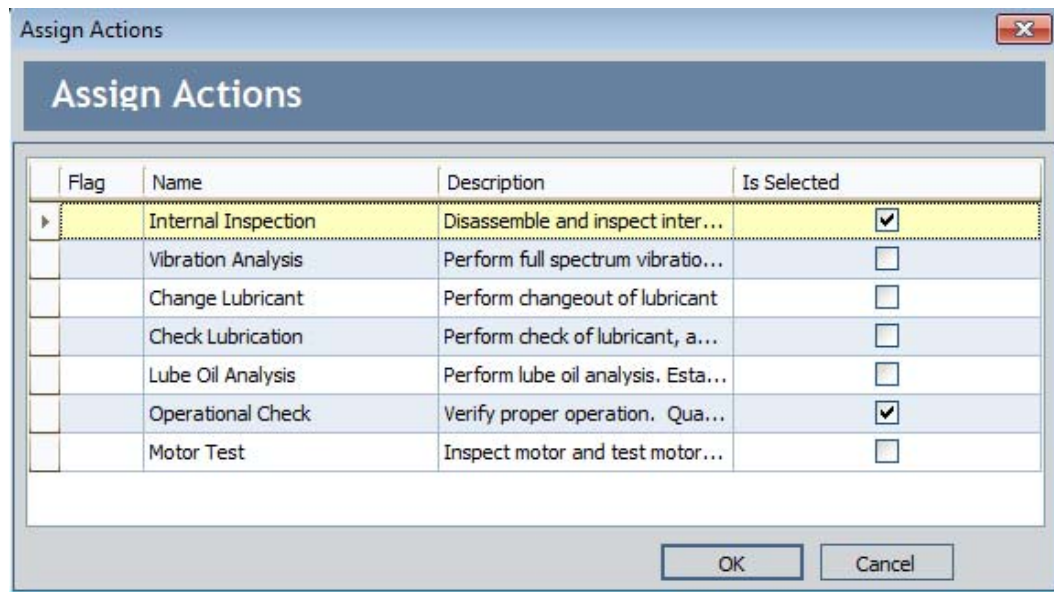 Assign Actions
Assign Actions
Flag Name Description Is Selected
Internal Inspection Disassemble and inspect inter...
Vibration Analysis Perform full spectrum vibratio...
Change Lubricant Perform changeout of lubricant
Check Lubrication Perform check of lubricant, a...
Lube Oil Analysis Perform lube oil analysis. Esta...
Operational Check Verify proper operation. Qua...
Motor Test Inspect motor and test motor...
OK Cancel